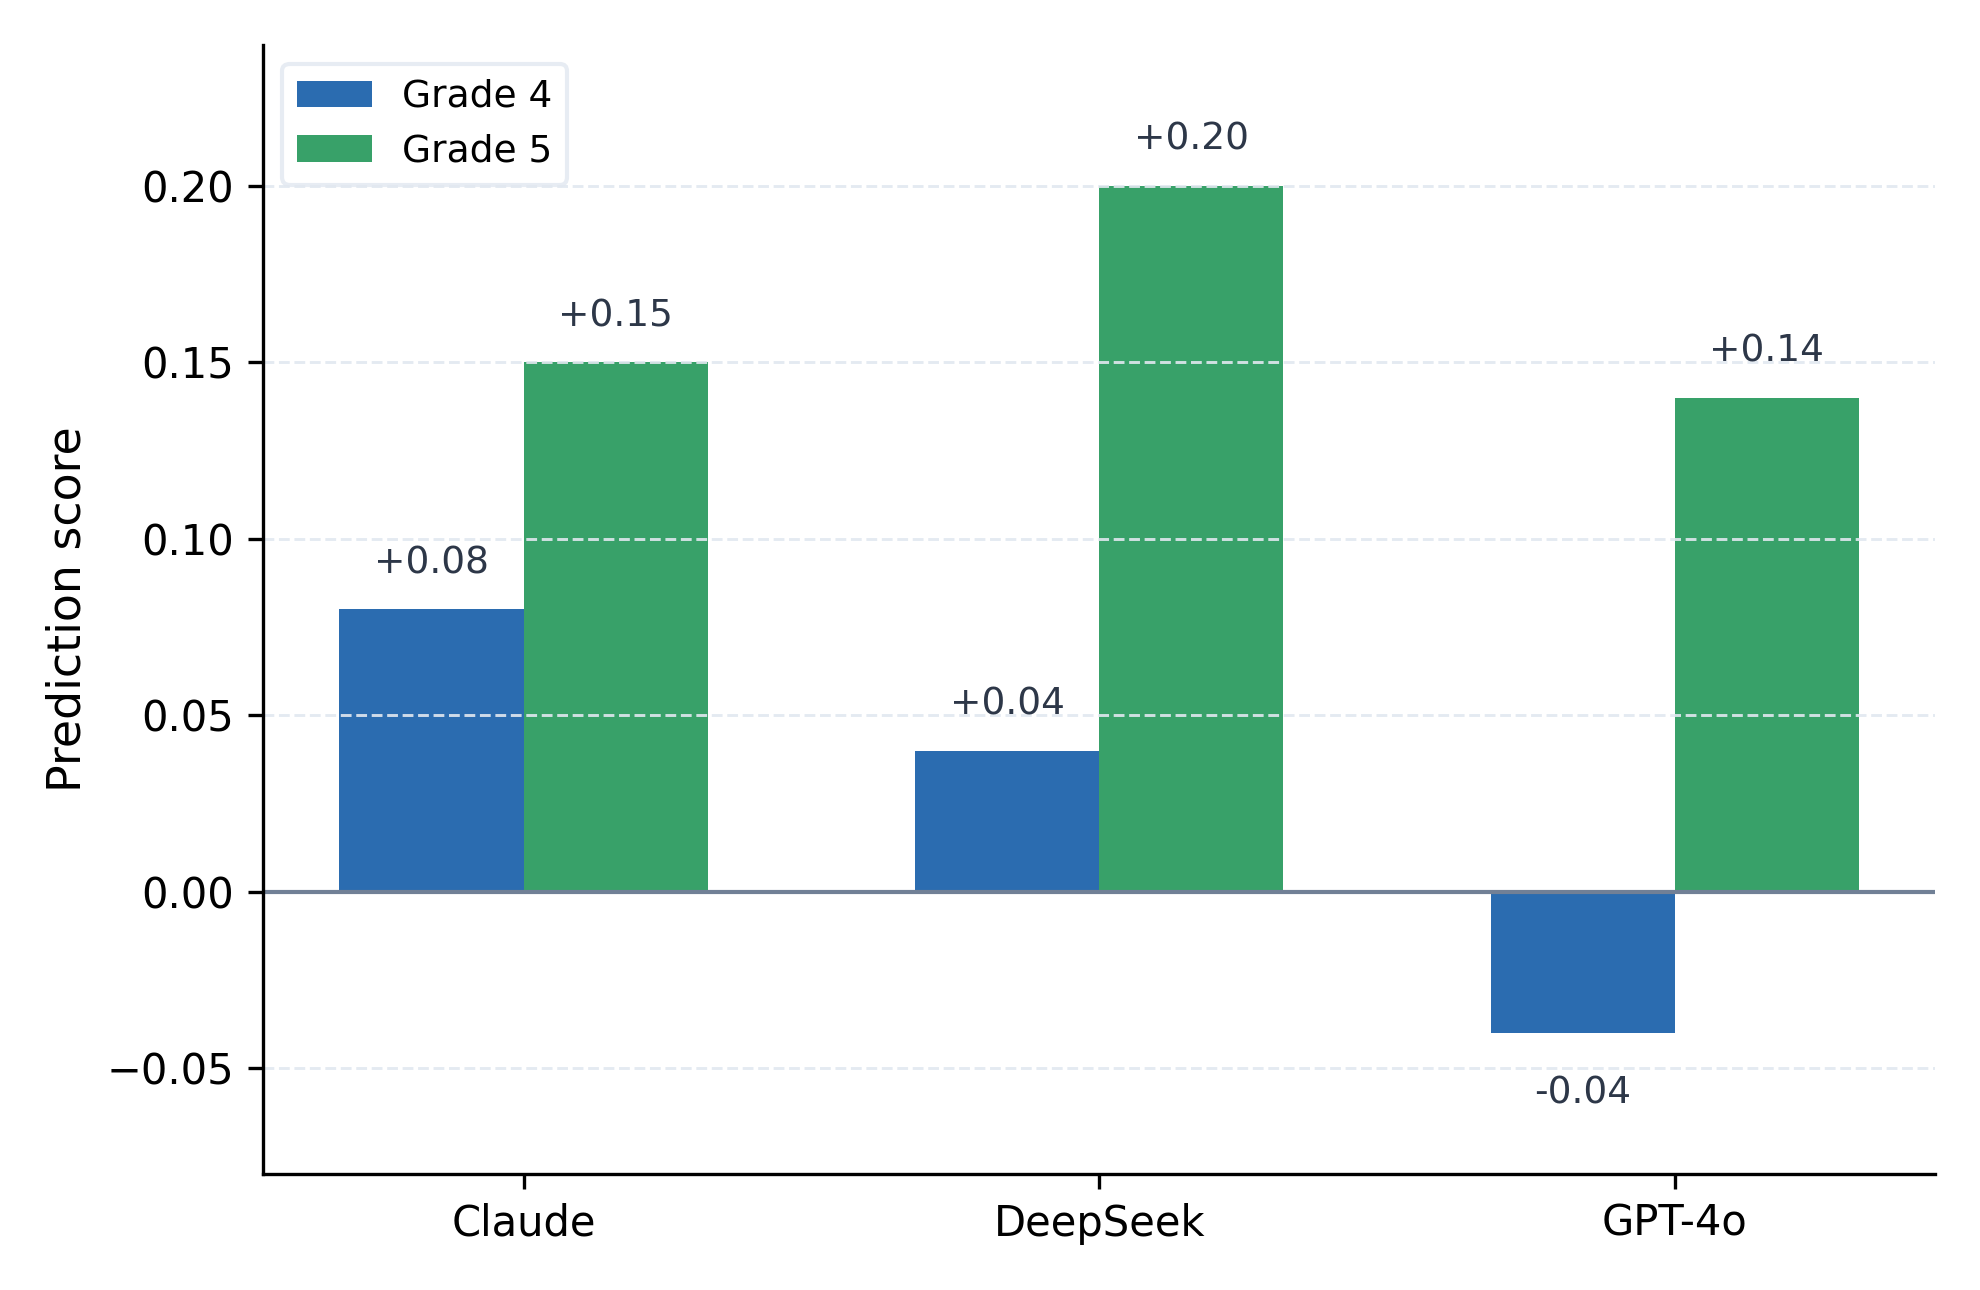 Grade 4
Grade 5
+0.20
0.20
+0.15
+0.14
0.15
+0.08
0.10
+0.04
0.05
0.00
-0.04
−0.05
Prediction score
Claude
DeepSeek
GPT-4o